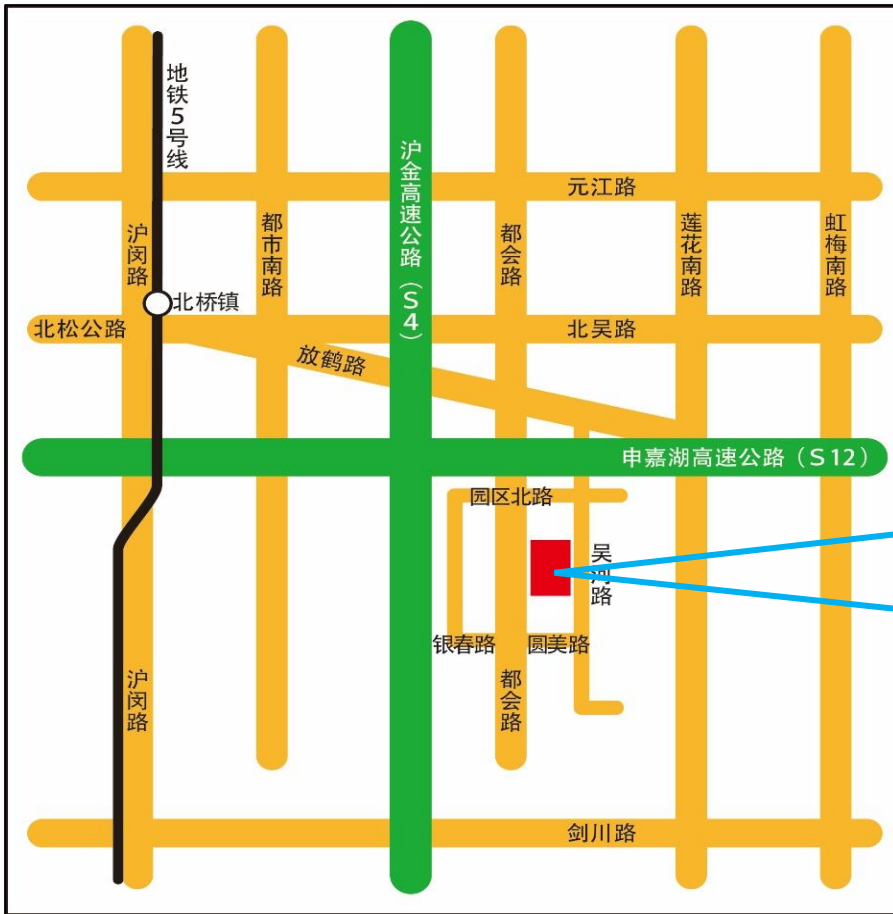 地铁5号线
沪金高速公路（S4）
元江路
沪闵路
都市南路
都会路
莲花南路
虹梅南路
北桥镇
北松公路
北吴路
放鹤路
申嘉湖高速公路（S12）
园区北路
吴河路
银春路
圆美路
沪闵路
都会路
剑川路